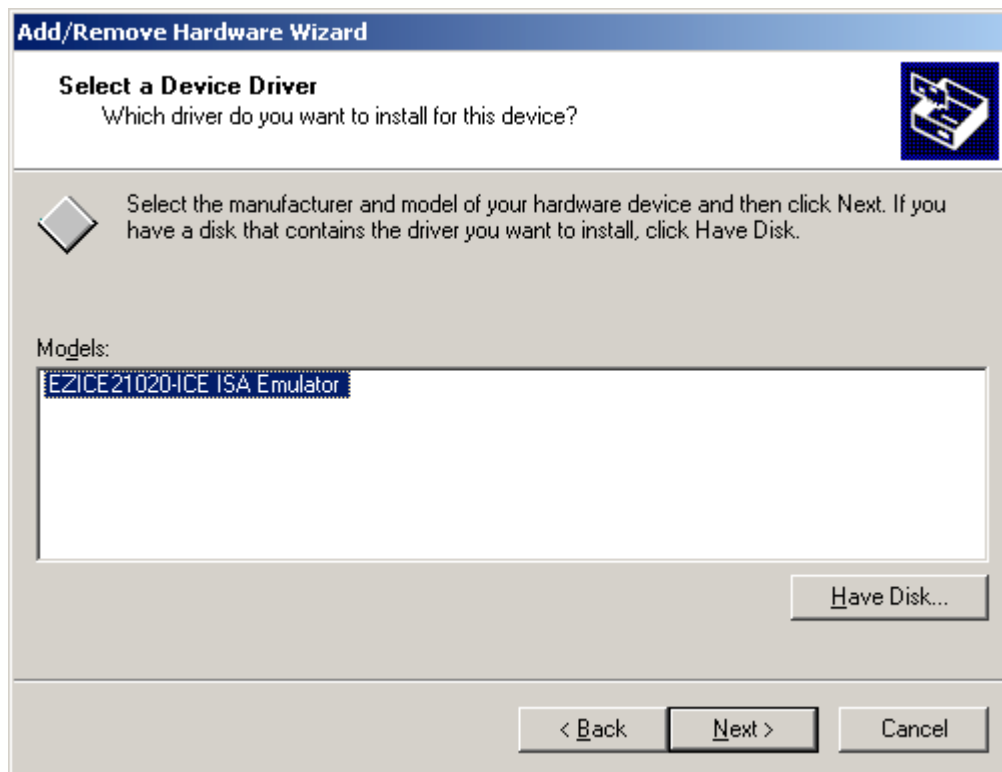 Add/Remove Hardware Wizard
Select a Device Driver
Which driver do you want to install for this device?
Select the manufacturer and model of your hardware device and then click Next. If you
have a disk that contains the driver you want to install, click Have Disk.
Models:
EZICE21020-ICE ISA Emulator
Have Disk...
< Back
Next >
Cancel